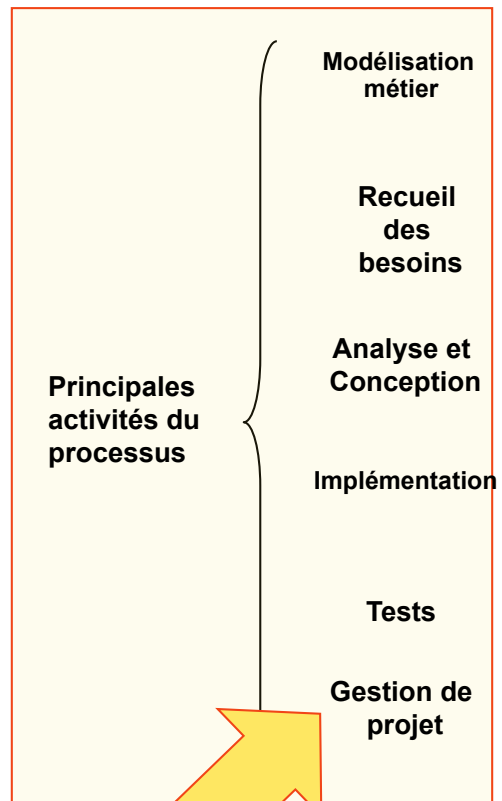 Modélisation
métier
Recueil
des
besoins
Analyse et
Conception
Principales
activités du
processus
Implémentation
Tests
Gestion de
projet